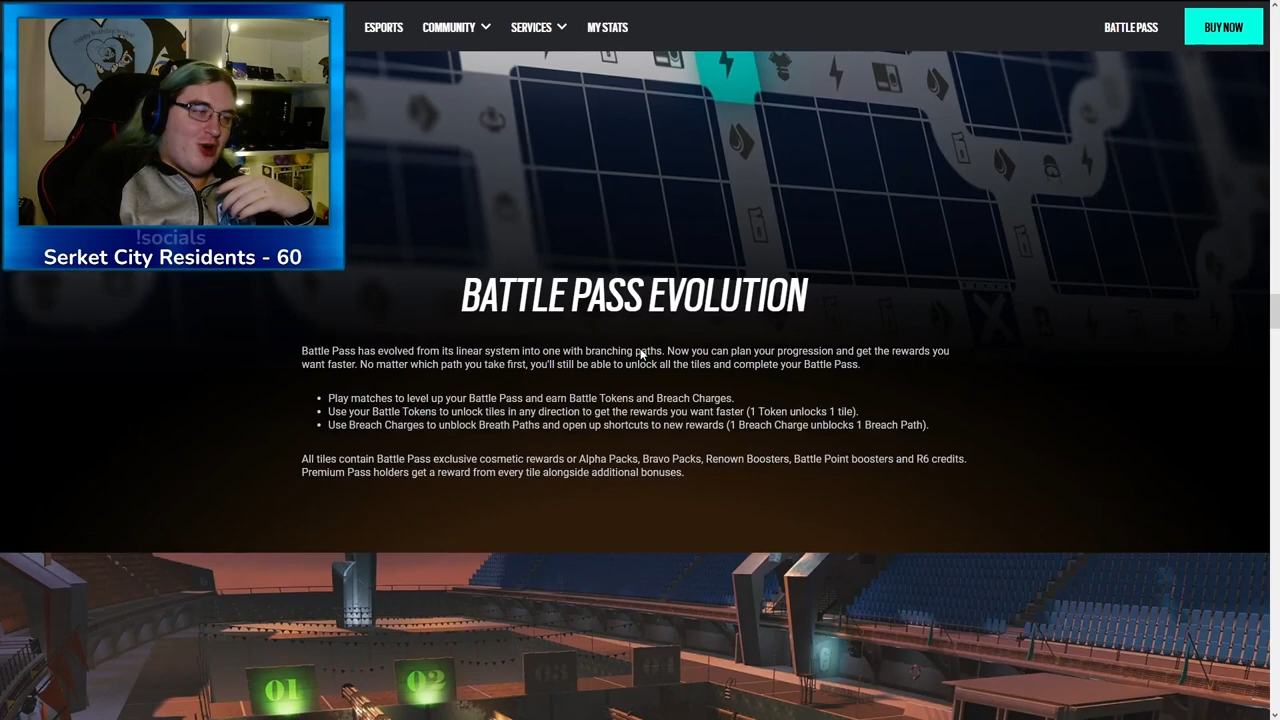 ESPORTS COMMUNITY SERVICES MY STATS BATTLE PASS BUY NOW
!socials
Serket City Residents - 60
BATTLE PASS EVOLUTION
Battle Pass has evolved from its linear system into one with branching paths. Now you can plan your progression and get the rewards you
want faster. No matter which path you take first, you'll still be able to unlock all the tiles and complete your Battle Pass.
Play matches to level up your Battle Pass and earn Battle Tokens and Breach Charges.
Use your Battle Tokens to unlock tiles in any direction to get the rewards you want faster (1 Token unlocks 1 tile).
Use Breach Charges to unblock Breath Paths and open up shortcuts to new rewards (1 Breach Charge unblocks 1 Breach Path).
All tiles contain Battle Pass exclusive cosmetic rewards or Alpha Packs, Bravo Packs, Renown Boosters, Battle Point boosters and R6 credits.
Premium Pass holders get a reward from every tile alongside additional bonuses.
01 02 03 04